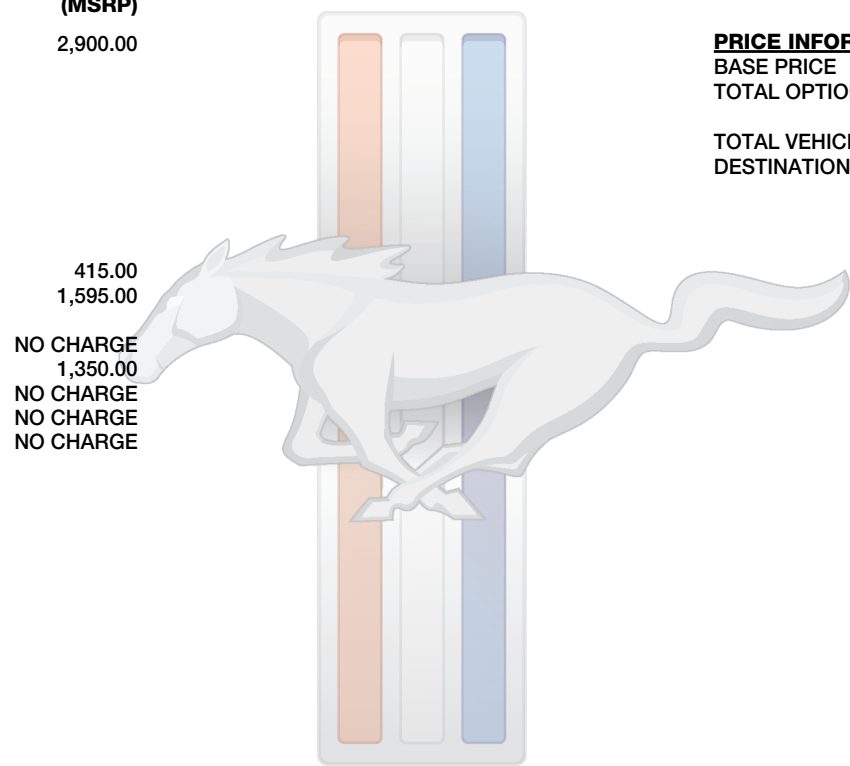 (MSRP)
2,900.00
415.00
1,595.00
NO CHARGE
1,350.00
NO CHARGE
NO CHARGE
NO CHARGE
PRICE INFOR
BASE PRICE
TOTAL OPTIO
TOTAL VEHICL
DESTINATION